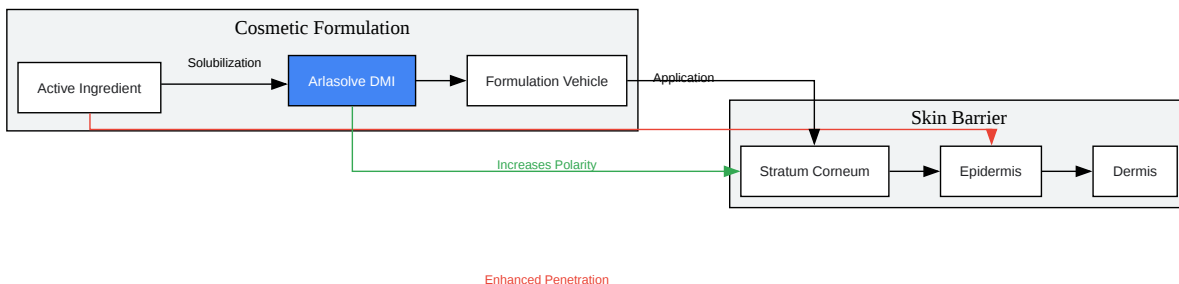 Cosmetic Formulation
Active Ingredient
Solubilization
Arlasolve DMI
Formulation Vehicle
Application
Skin Barrier
Increases Polarity
Stratum Corneum
Epidermis
Dermis
Enhanced Penetration